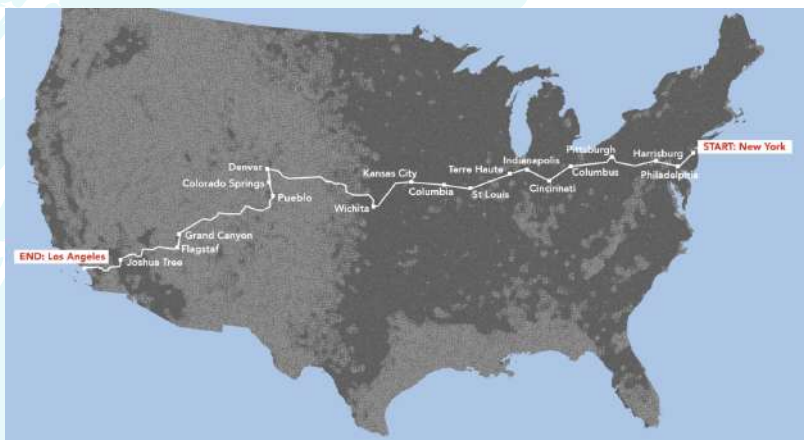 START: New York
Philadelphia
Harrisburg
Pittsburgh
Columbus
Cincinnati
Indianapolis
Terre Haute
St Louis
Columbia
Kansas City
Wichita
Denver
Colorado Springs
Pueblo
Grand Canyon
Flagstaf
Joshua Tree
END: Los Angeles